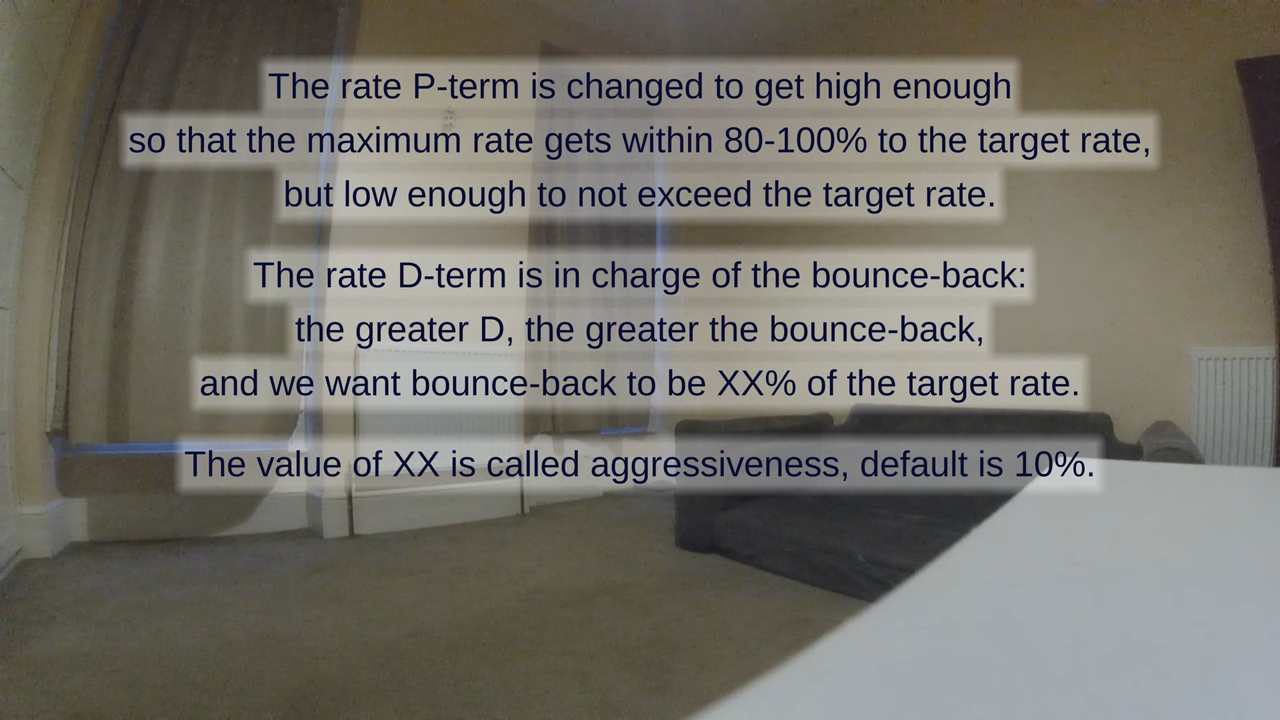 The rate P-term is changed to get high enough
so that the maximum rate gets within 80-100% to the target rate,
but low enough to not exceed the target rate.
The rate D-term is in charge of the bounce-back:
the greater D, the greater the bounce-back,
and we want bounce-back to be XX% of the target rate.
The value of XX is called aggressiveness, default is 10%.